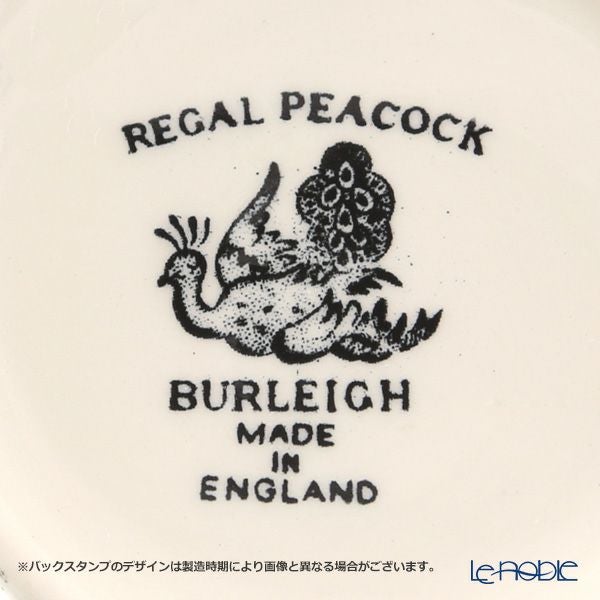 REGAL PEACOCK
BURLEIGH
MADE
IN
ENGLAND
※バックスタンプのデザインは製造時期により画像と異なる場合がございます。
Le-noble